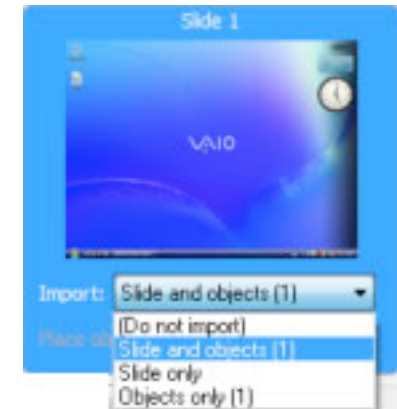 Slide 1
VAIO
Import: Slide and objects (1)
(Do not import)
Place
Slide and objects (1)
Slide only
Objects only (1)